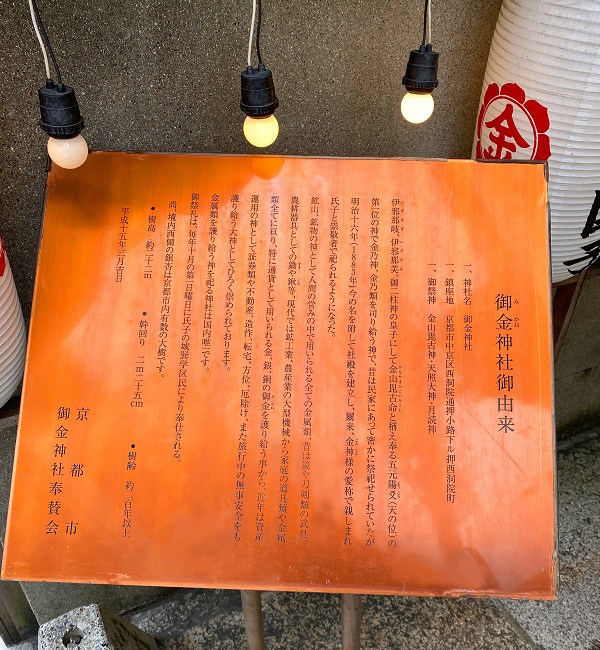 御金神社御由来
み かね
一、神社名 御金神社
一、鎮座地 京都市中京区西洞院通押小路下ル押西洞院町
一、御祭神 金山毘古神・天照大神・月読神
伊邪那岐、伊邪那美、御二柱神の皇子にして金山毘古命と称え奉る五元陽爻(天の位)の
第一位の神で金乃神、金乃類を司り給う神で、昔は民家にあって密かに祭祀せられていたが
明治十六年(1883年)今の名を附して社殿を建立し、爾来、金神様の愛称で親しまれ
氏子と崇敬者で祀られるようになった。
鉱山、鉱物の神として人間の営みの中で用いられる全ての金属類、昔は鏡や刀剣類の武具、
農耕器具としての鋤や鍬等、現代では鉱工業、農産業の大型機械から家庭の道具類や金属
類全てに亘り、特に通貨として用いられる金、銀、銅の御金を護り給う事から、近年は資産
運用の神として証券類や不動産、造作、転宅、方位、厄除け、また旅行中の無事安全をも
護り給う大神としてひろく崇められております。
金属類を護り給う神を祀る神社は国内唯一です。
御祭礼は、毎年十月の第二日曜日に氏子の城巽学区民により奉仕される。
尚、境内西側の銀杏は京都市内有数の大樹です。
・樹高 約二十二m ・幹回り 二m二十五cm ・樹齢 約二百年以上
平成十五年三月吉日
京都市
御金神社奉賛会
金